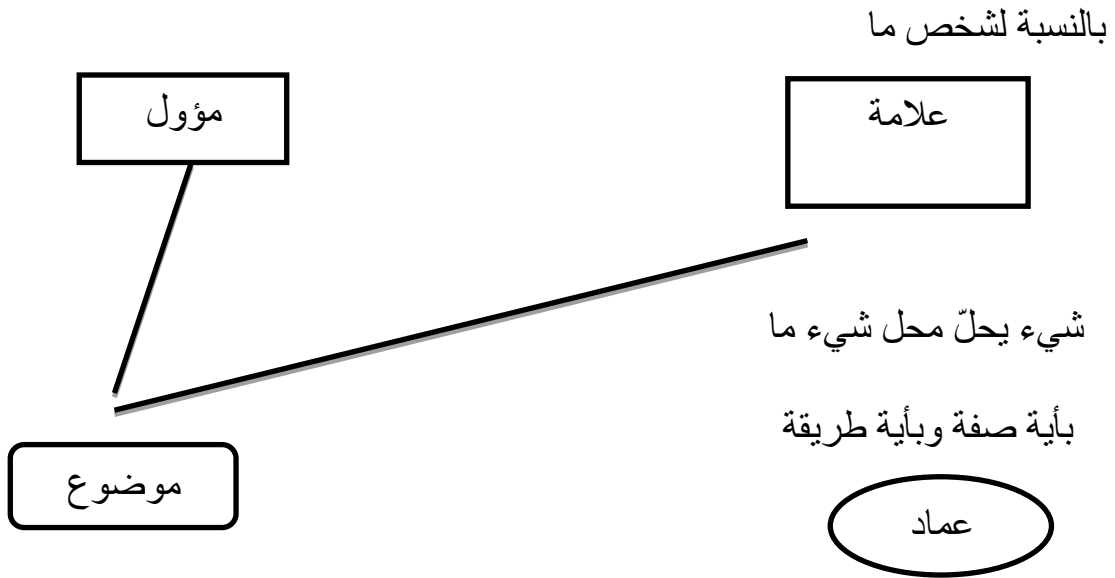 بالنسبة لشخص ما
علامة
مؤول
شيء يحلّ محل شيء ما
بأية صفة وبأية طريقة
موضوع
عماد